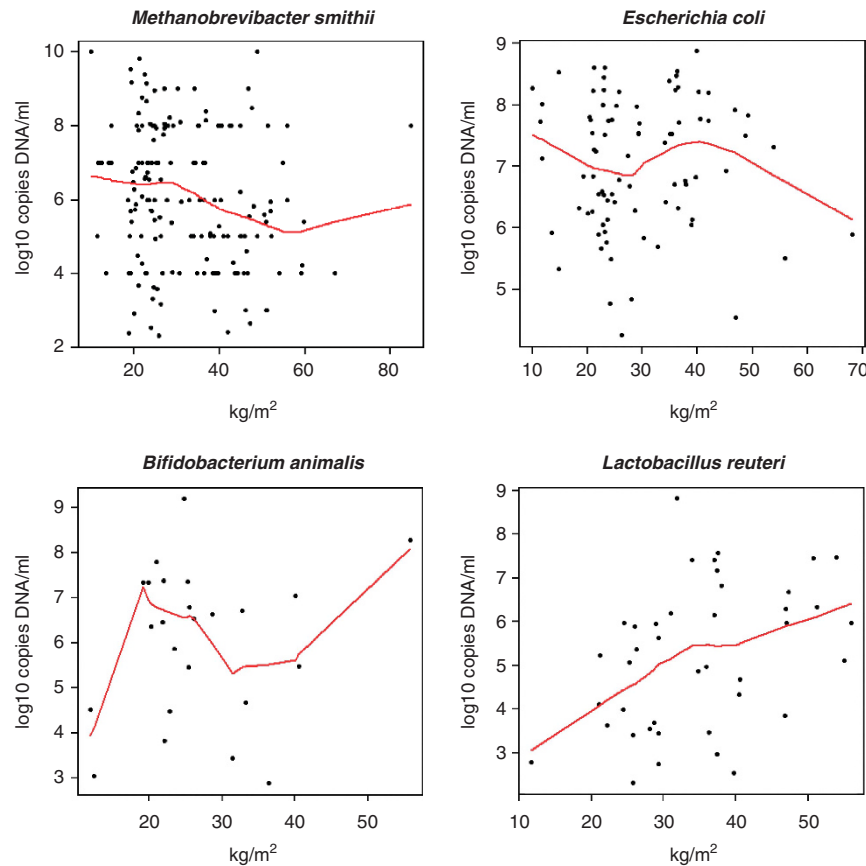 Methanobrevibacter smithii
log10 copies DNA/ml
10
8
6
4
2
20 40 60 80
kg/m²
Escherichia coli
log10 copies DNA/ml
9
8
7
6
5
10 20 30 40 50 60 70
kg/m²
Bifidobacterium animalis
log10 copies DNA/ml
9
8
7
6
5
4
3
20 30 40 50
kg/m²
Lactobacillus reuteri
log10 copies DNA/ml
9
8
7
6
5
4
3
10 20 30 40 50
kg/m²